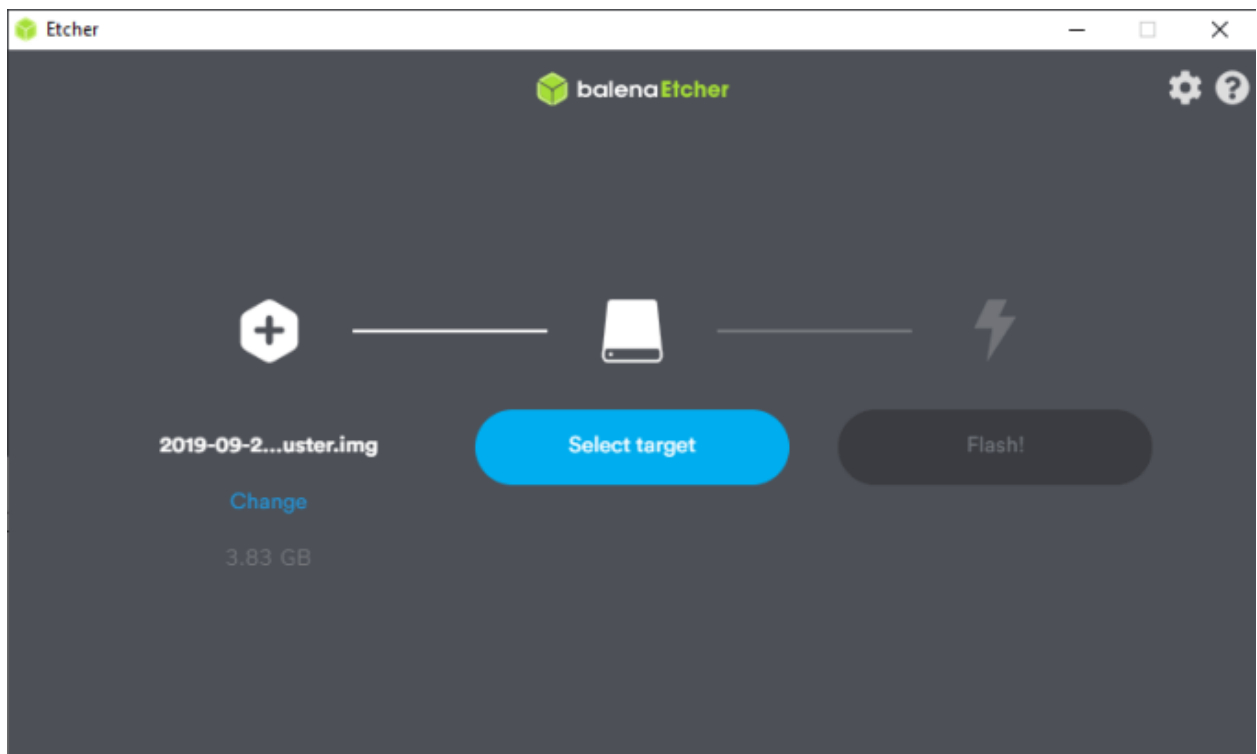 Etcher
balenaEtcher
2019-09-2...uster.img
Select target
Flash!
Change
3.83 GB